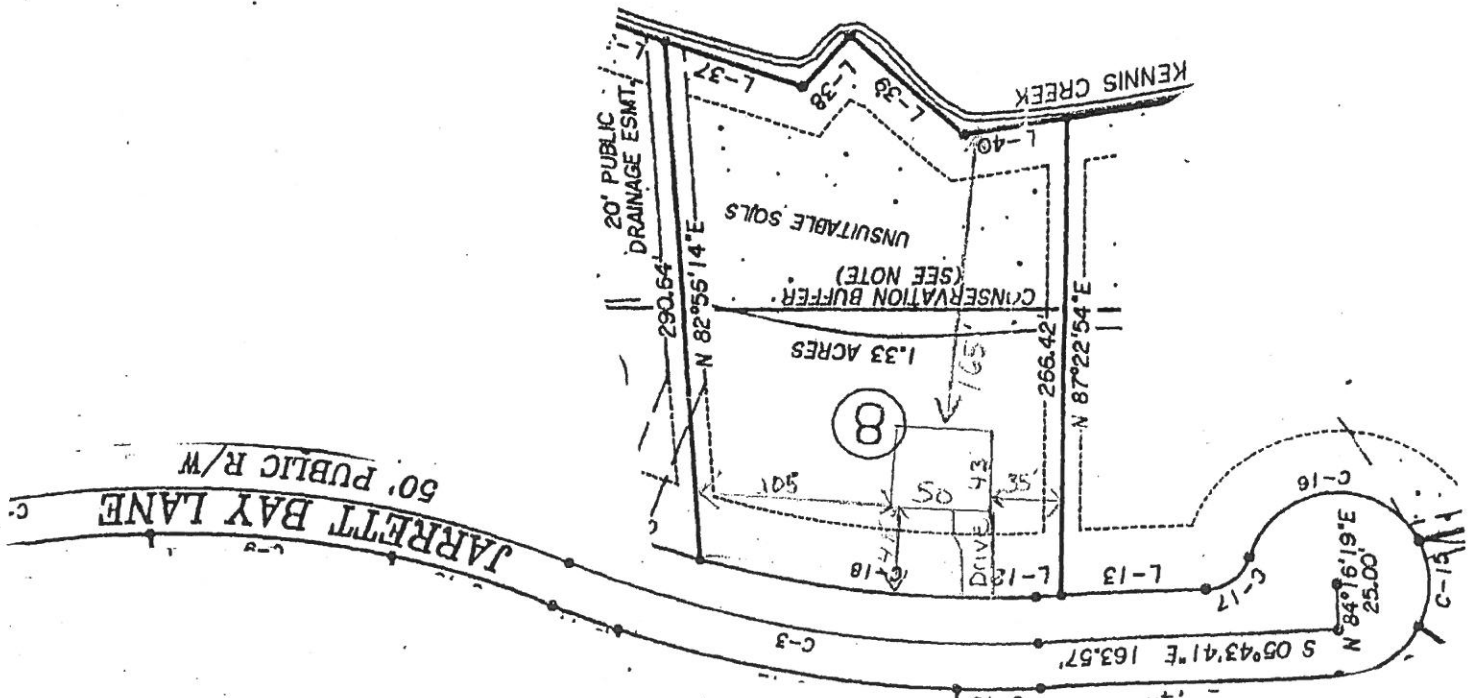 KENNIS CREEK
L-37
L-38
L-39
L-40
20' PUBLIC
DRAINAGE ESMT.
290.64'
N 82°56'14"E
UNSUITABLE SOILS
CONSERVATION BUFFER
(SEE NOTE)
1.33 ACRES
165'
266.42'
N 87°22'54"E
8
105
50
43
35'
DRIVE
C-18
L-12
L-13
L-17
C-16
C-15
N 84°16'19"E
25.00'
JARRETT BAY LANE
50' PUBLIC R/W
C-3
S 05°43'41"E 163.57'